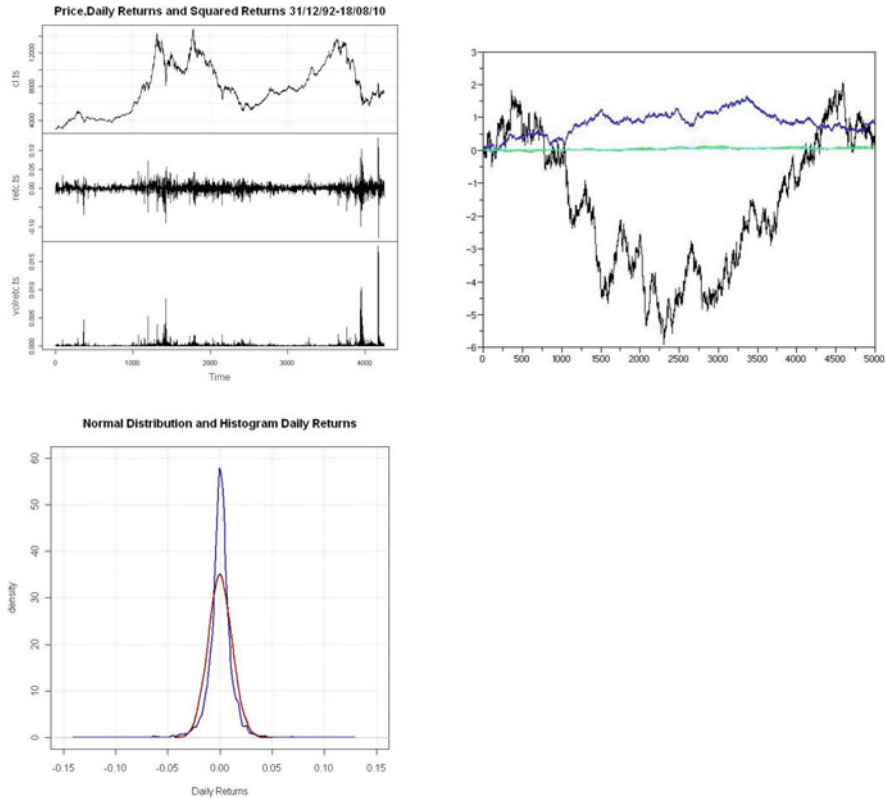 Price,Daily Returns and Squared Returns 31/12/92-18/08/10
cl.ts
4000 8000 12000
retc.ts
-0.10 0.00 0.05 0.10
volretc.ts
0.000 0.005 0.010 0.015
0 1000 2000 3000 4000
Time
3
2
1
0
-1
-2
-3
-4
-5
-6
0 500 1000 1500 2000 2500 3000 3500 4000 4500 5000
Normal Distribution and Histogram Daily Returns
density
60
50
40
30
20
10
0
-0.15 -0.10 -0.05 0.00 0.05 0.10 0.15
Daily Returns